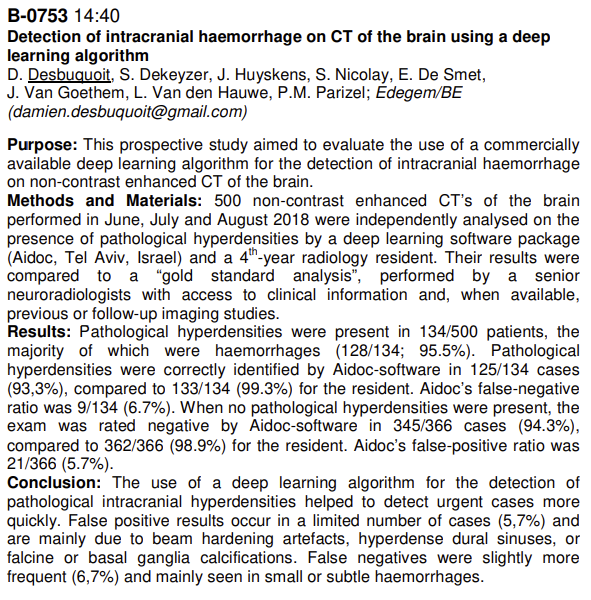 B-0753 14:40
Detection of intracranial haemorrhage on CT of the brain using a deep
learning algorithm
D. Desbuquoit, S. Dekeyzer, J. Huyskens, S. Nicolay, E. De Smet,
J. Van Goethem, L. Van den Hauwe, P.M. Parizel; Edegem/BE
(damien.desbuquoit@gmail.com)
Purpose: This prospective study aimed to evaluate the use of a commercially
available deep learning algorithm for the detection of intracranial haemorrhage
on non-contrast enhanced CT of the brain.
Methods and Materials: 500 non-contrast enhanced CT's of the brain
performed in June, July and August 2018 were independently analysed on the
presence of pathological hyperdensities by a deep learning software package
(Aidoc, Tel Aviv, Israel) and a 4th-year radiology resident. Their results were
compared to a “gold standard analysis”, performed by a senior
neuroradiologists with access to clinical information and, when available,
previous or follow-up imaging studies.
Results: Pathological hyperdensities were present in 134/500 patients, the
majority of which were haemorrhages (128/134; 95.5%). Pathological
hyperdensities were correctly identified by Aidoc-software in 125/134 cases
(93,3%), compared to 133/134 (99.3%) for the resident. Aidoc's false-negative
ratio was 9/134 (6.7%). When no pathological hyperdensities were present, the
exam was rated negative by Aidoc-software in 345/366 cases (94.3%),
compared to 362/366 (98.9%) for the resident. Aidoc's false-positive ratio was
21/366 (5.7%).
Conclusion: The use of a deep learning algorithm for the detection of
pathological intracranial hyperdensities helped to detect urgent cases more
quickly. False positive results occur in a limited number of cases (5,7%) and
are mainly due to beam hardening artefacts, hyperdense dural sinuses, or
falcine or basal ganglia calcifications. False negatives were slightly more
frequent (6,7%) and mainly seen in small or subtle haemorrhages.